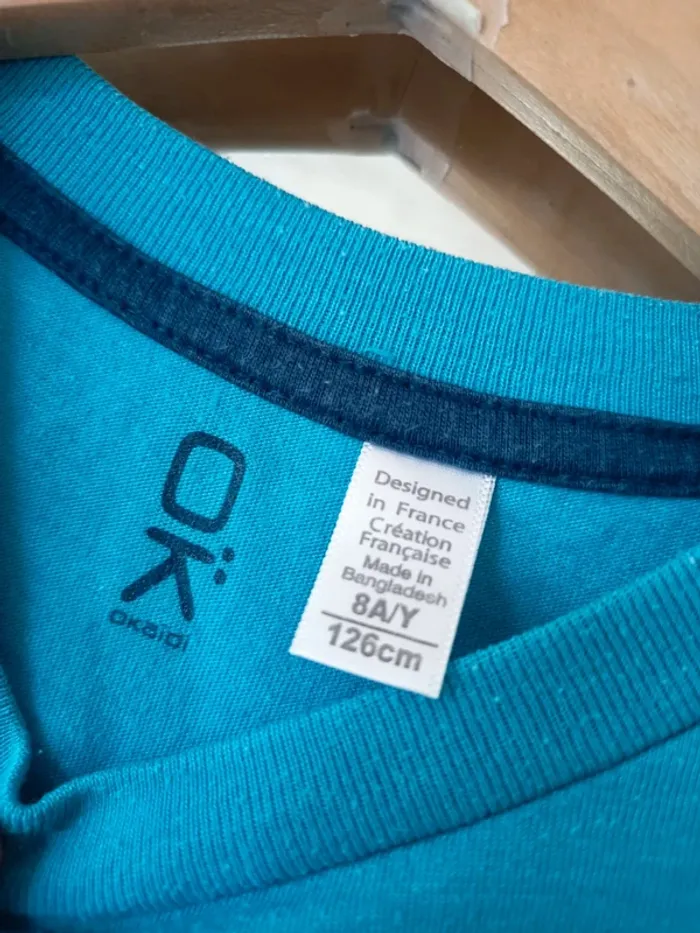 OK
okaïdi
Designed
in France
Création
Française
Made in
Bangladesh
8A/Y
126cm